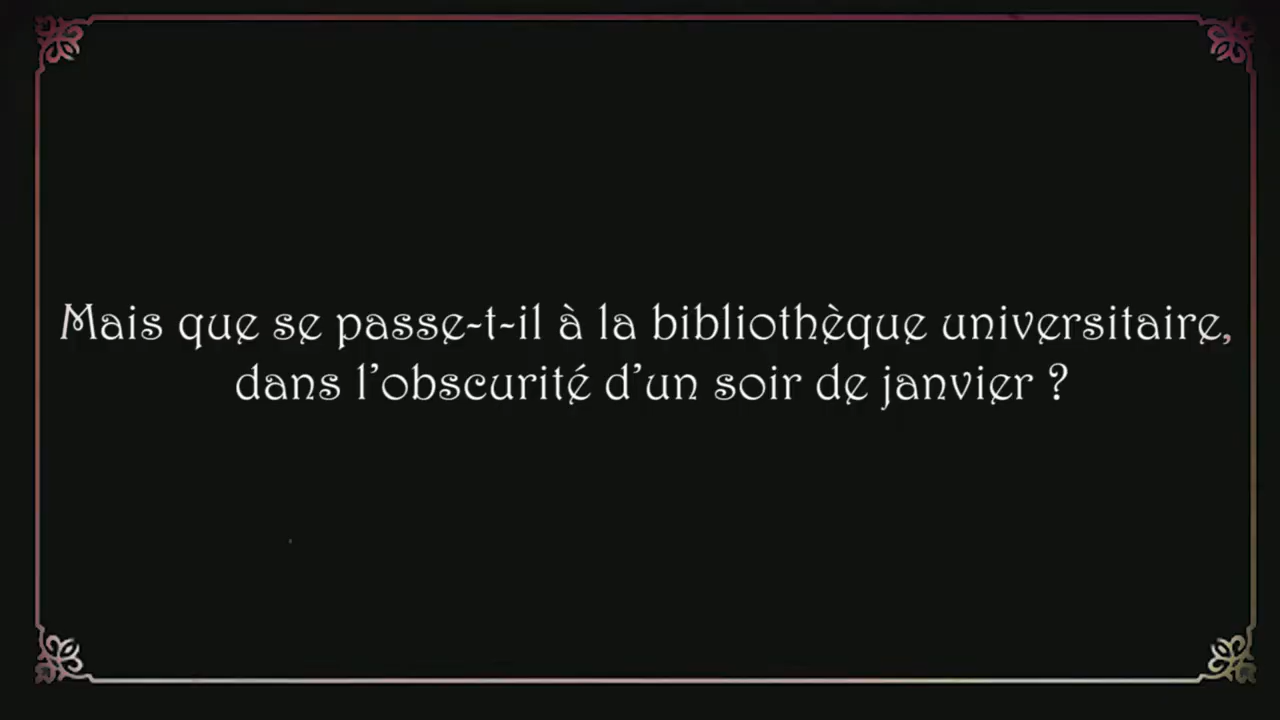 Mais que se passe-t-il à la bibliothèque universitaire,
dans l’obscurité d’un soir de janvier ?